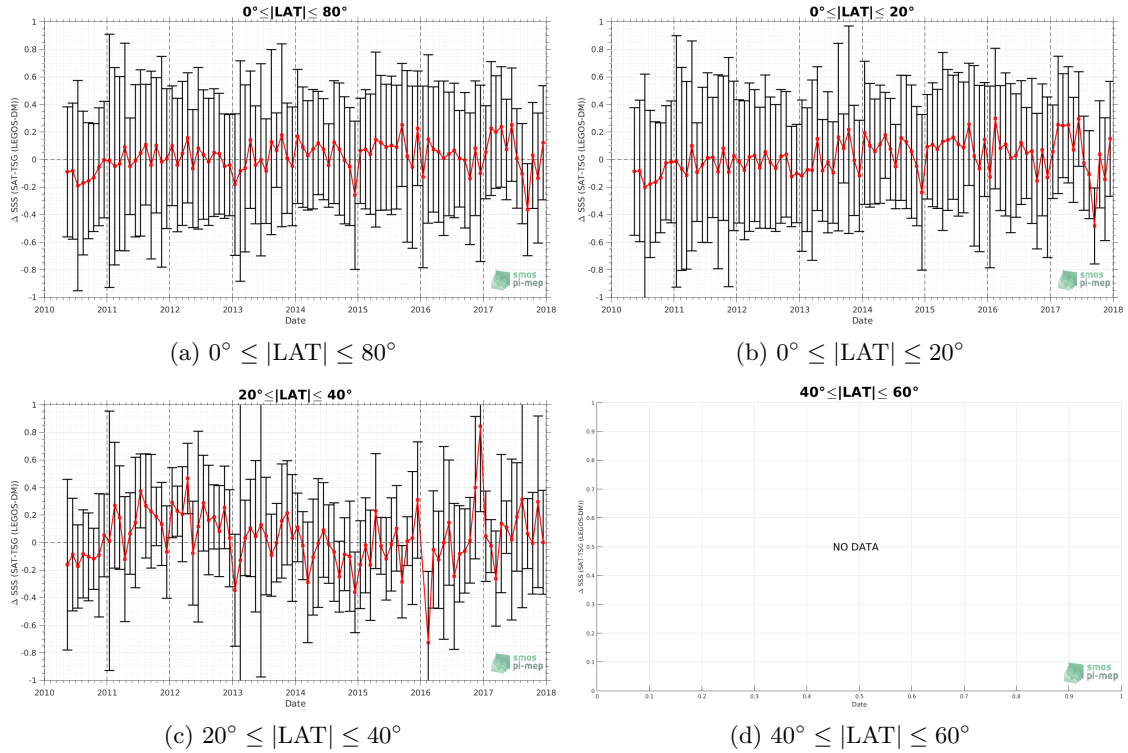 0°≤|LAT|≤ 80°
1
0.8
0.6
0.4
0.2
0
-0.2
-0.4
-0.6
-0.8
-1
Δ SSS (SAT-TSG (LEGOS-DM))
2010 2011 2012 2013 2014 2015 2016 2017 2018
Date
smos
pi-mep
(a) 0° ≤ |LAT| ≤ 80°
0°≤|LAT|≤ 20°
1
0.8
0.6
0.4
0.2
0
-0.2
-0.4
-0.6
-0.8
-1
Δ SSS (SAT-TSG (LEGOS-DM))
2010 2011 2012 2013 2014 2015 2016 2017 2018
Date
smos
pi-mep
(b) 0° ≤ |LAT| ≤ 20°
20°≤|LAT|≤ 40°
1
0.8
0.6
0.4
0.2
0
-0.2
-0.4
-0.6
-0.8
-1
Δ SSS (SAT-TSG (LEGOS-DM))
2010 2011 2012 2013 2014 2015 2016 2017 2018
Date
smos
pi-mep
(c) 20° ≤ |LAT| ≤ 40°
40°≤|LAT|≤ 60°
1
0.9
0.8
0.7
0.6
0.5
0.4
0.3
0.2
0.1
0
Δ SSS (SAT-TSG (LEGOS-DM))
NO DATA
0 0.1 0.2 0.3 0.4 0.5 0.6 0.7 0.8 0.9 1
Date
smos
pi-mep
(d) 40° ≤ |LAT| ≤ 60°